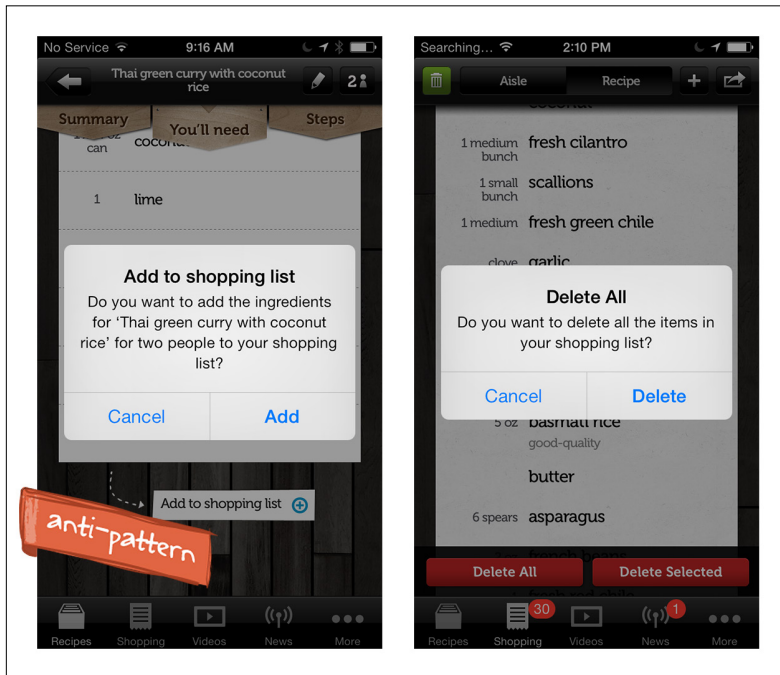 No Service 9:16 AM
Thai green curry with coconut
rice
2
Summary
You'll need
Steps
can
1 lime
Add to shopping list
Do you want to add the ingredients
for 'Thai green curry with coconut
rice' for two people to your shopping
list?
Cancel Add
Add to shopping list
anti-pattern
Recipes Shopping Videos News More
Searching... 2:10 PM
Aisle Recipe
coconut
1 medium fresh cilantro
bunch
1 small scallions
bunch
1 medium fresh green chile
clove garlic
Delete All
Do you want to delete all the items in
your shopping list?
Cancel Delete
5 oz basmati rice
good-quality
butter
6 spears asparagus
french beans
Delete All Delete Selected
fresh red chile
30 1
Recipes Shopping Videos News More